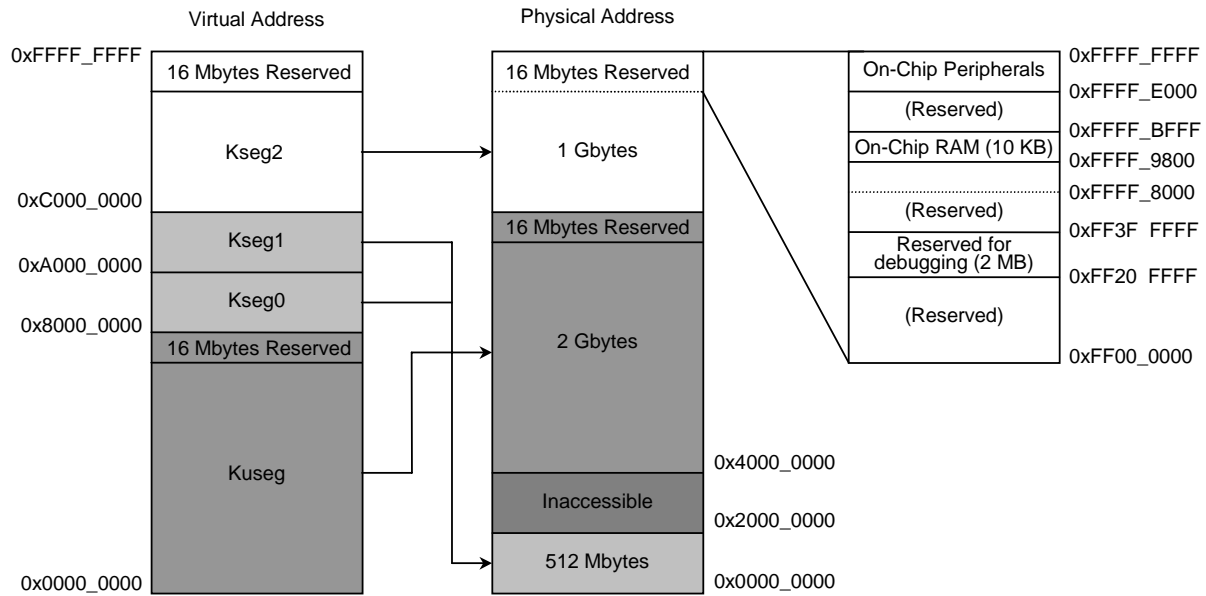 Virtual Address
Physical Address
0xFFFF_FFFF
16 Mbytes Reserved
Kseg2
0xC000_0000
Kseg1
0xA000_0000
Kseg0
0x8000_0000
16 Mbytes Reserved
Kuseg
0x0000_0000
16 Mbytes Reserved
1 Gbytes
16 Mbytes Reserved
2 Gbytes
0x4000_0000
Inaccessible
0x2000_0000
512 Mbytes
0x0000_0000
On-Chip Peripherals
0xFFFF_FFFF
0xFFFF_E000
(Reserved)
0xFFFF_BFFF
On-Chip RAM (10 KB)
0xFFFF_9800
0xFFFF_8000
(Reserved)
0xFF3F FFFF
Reserved for
debugging (2 MB)
0xFF20 FFFF
(Reserved)
0xFF00_0000